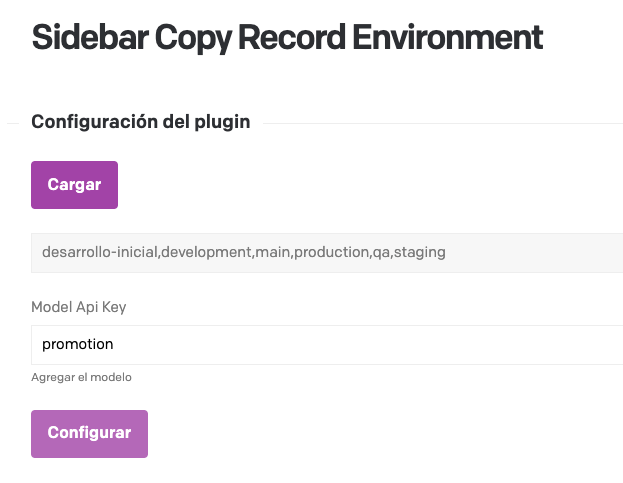 Sidebar Copy Record Environment
Configuración del plugin
Cargar
desarrollo-inicial,development,main,production,qa,staging
Model Api Key
promotion
Agregar el modelo
Configurar